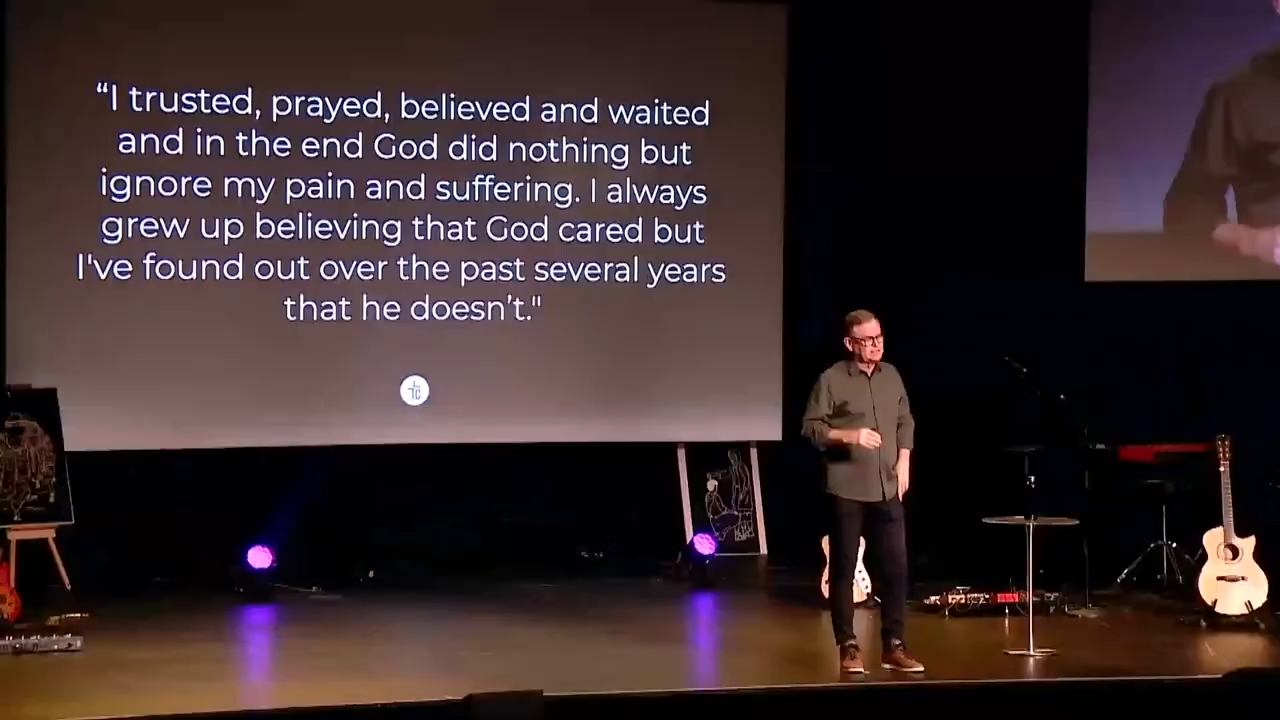 “I trusted, prayed, believed and waited
and in the end God did nothing but
ignore my pain and suffering. I always
grew up believing that God cared but
I've found out over the past several years
that he doesn’t."